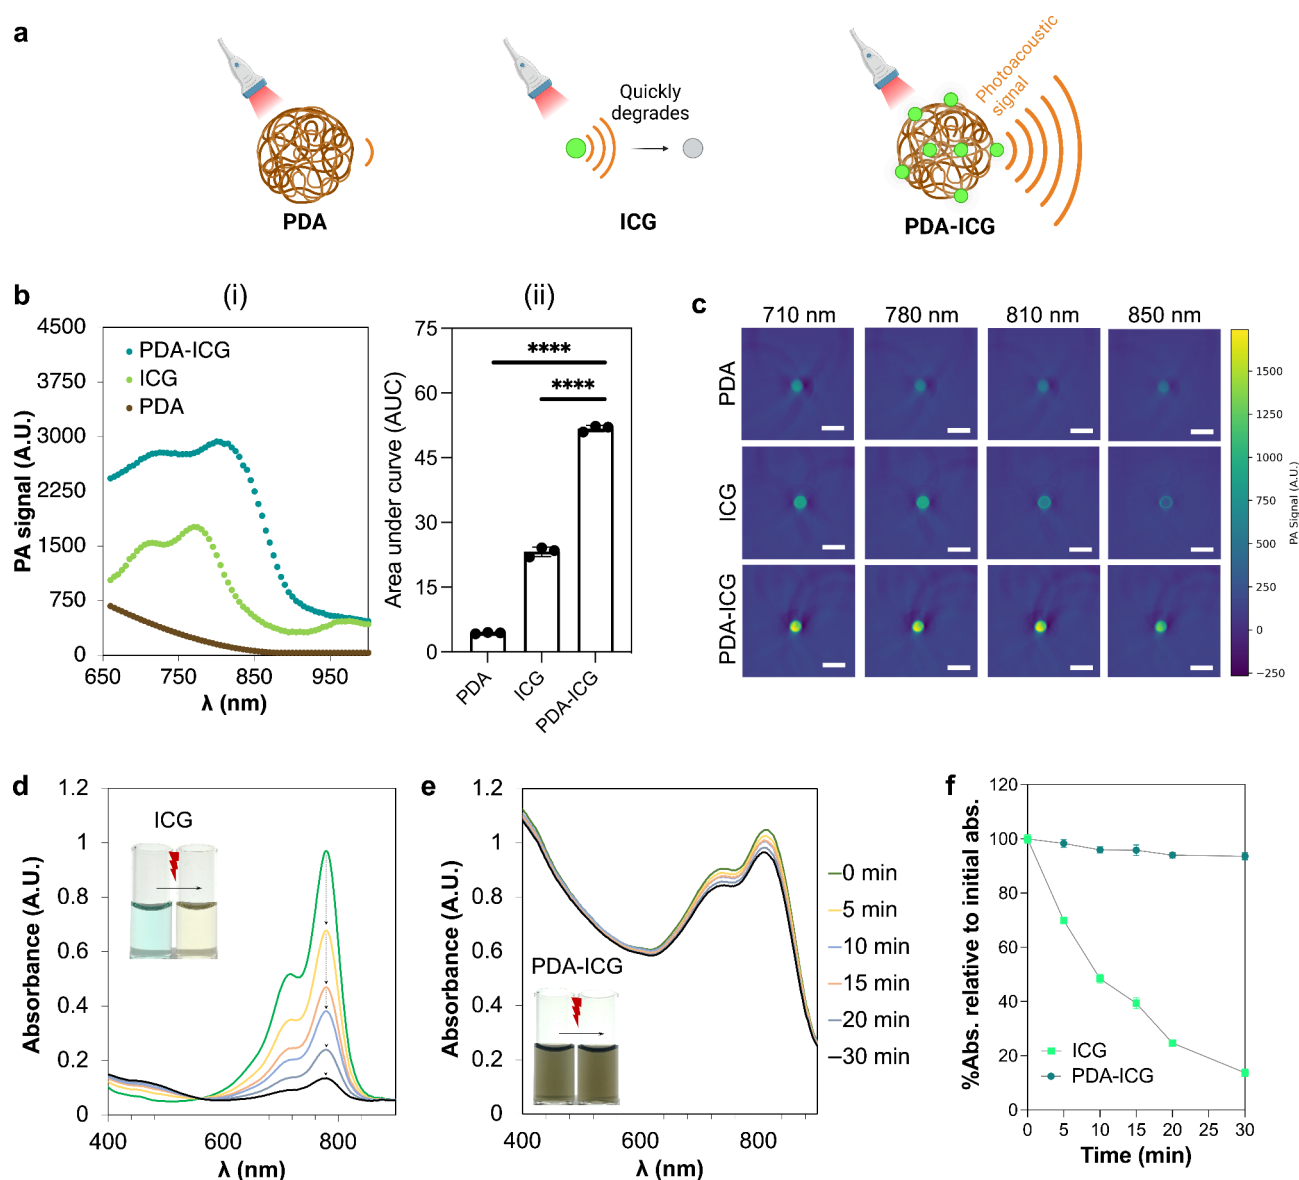 a
Quickly
degrades
Photoacoustic
signal
PDA
ICG
PDA-ICG
b
(i)
(ii)
4500
3750
3000
2250
1500
750
0
PA signal (A.U.)
PDA-ICG
ICG
PDA
650
750
850
950
λ (nm)
75
60
45
30
15
0
Area under curve (AUC)
****
****
PDA
ICG
PDA-ICG
c
710 nm
780 nm
810 nm
850 nm
PDA
ICG
PDA-ICG
1500
1250
1000
750
500
250
0
−250
PA Signal (A.U.)
d
1.2
1
0.8
0.6
0.4
0.2
0
Absorbance (A.U.)
ICG
400
600
800
λ (nm)
e
1.2
1
0.8
0.6
0.4
0.2
0
Absorbance (A.U.)
PDA-ICG
400
600
800
λ (nm)
0 min
5 min
10 min
15 min
20 min
30 min
f
120
100
80
60
40
20
0
%Abs. relative to initial abs.
ICG
PDA-ICG
0
5
10
15
20
25
30
Time (min)